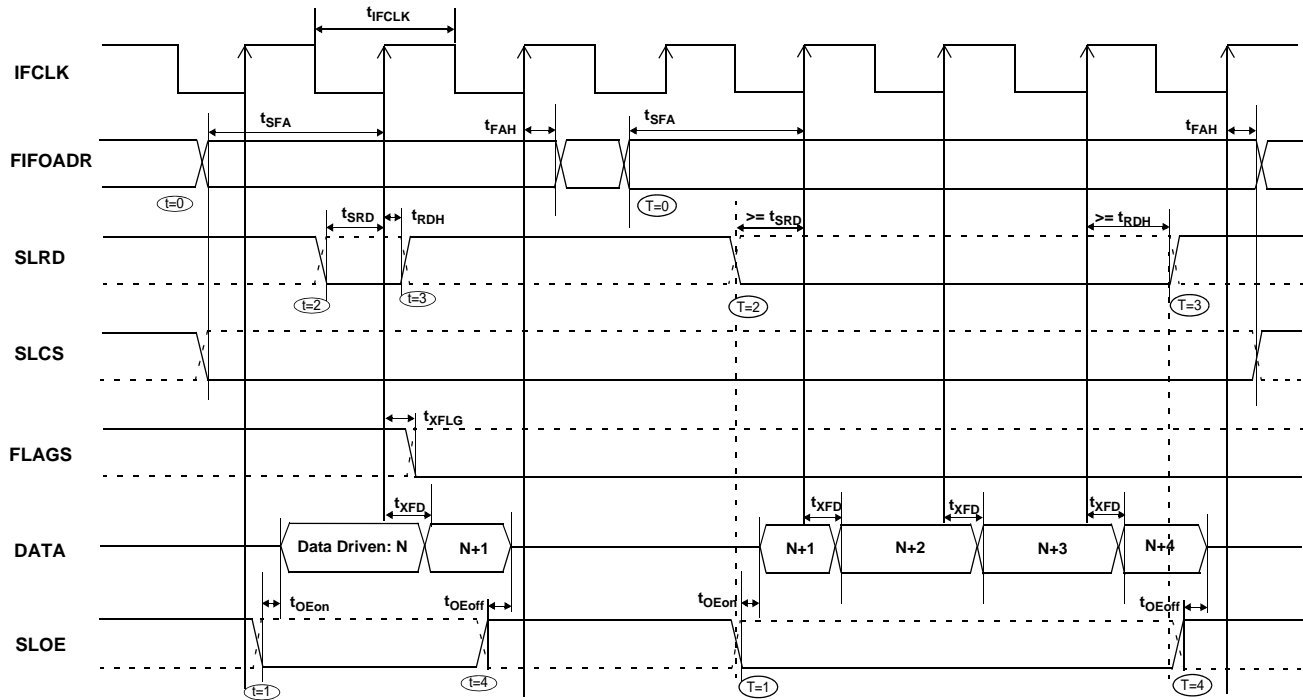 tIFCLK
IFCLK
tSFA
tFAH
tSFA
tFAH
FIFOADR
t=0
T=0
tSRD
tRDH
>= tSRD
>= tRDH
SLRD
t=2
t=3
T=2
T=3
SLCS
tXFLG
FLAGS
tXFD
tXFD
tXFD
tXFD
DATA
Data Driven: N
N+1
N+1
N+2
N+3
N+4
tOEon
tOEoff
tOEon
tOEoff
SLOE
t=1
t=4
T=1
T=4